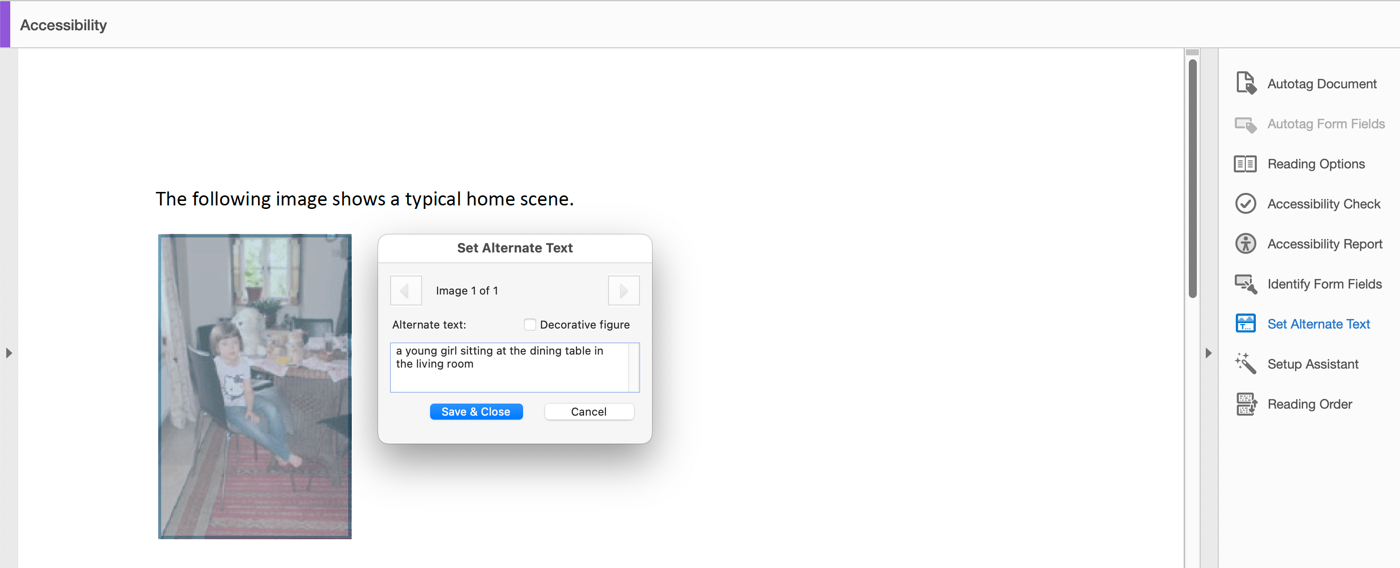 Accessibility
The following image shows a typical home scene.
Set Alternate Text
Image 1 of 1
Alternate text:
Decorative figure
a young girl sitting at the dining table in
the living room
Save & Close
Cancel
Autotag Document
Autotag Form Fields
Reading Options
Accessibility Check
Accessibility Report
Identify Form Fields
Set Alternate Text
Setup Assistant
Reading Order